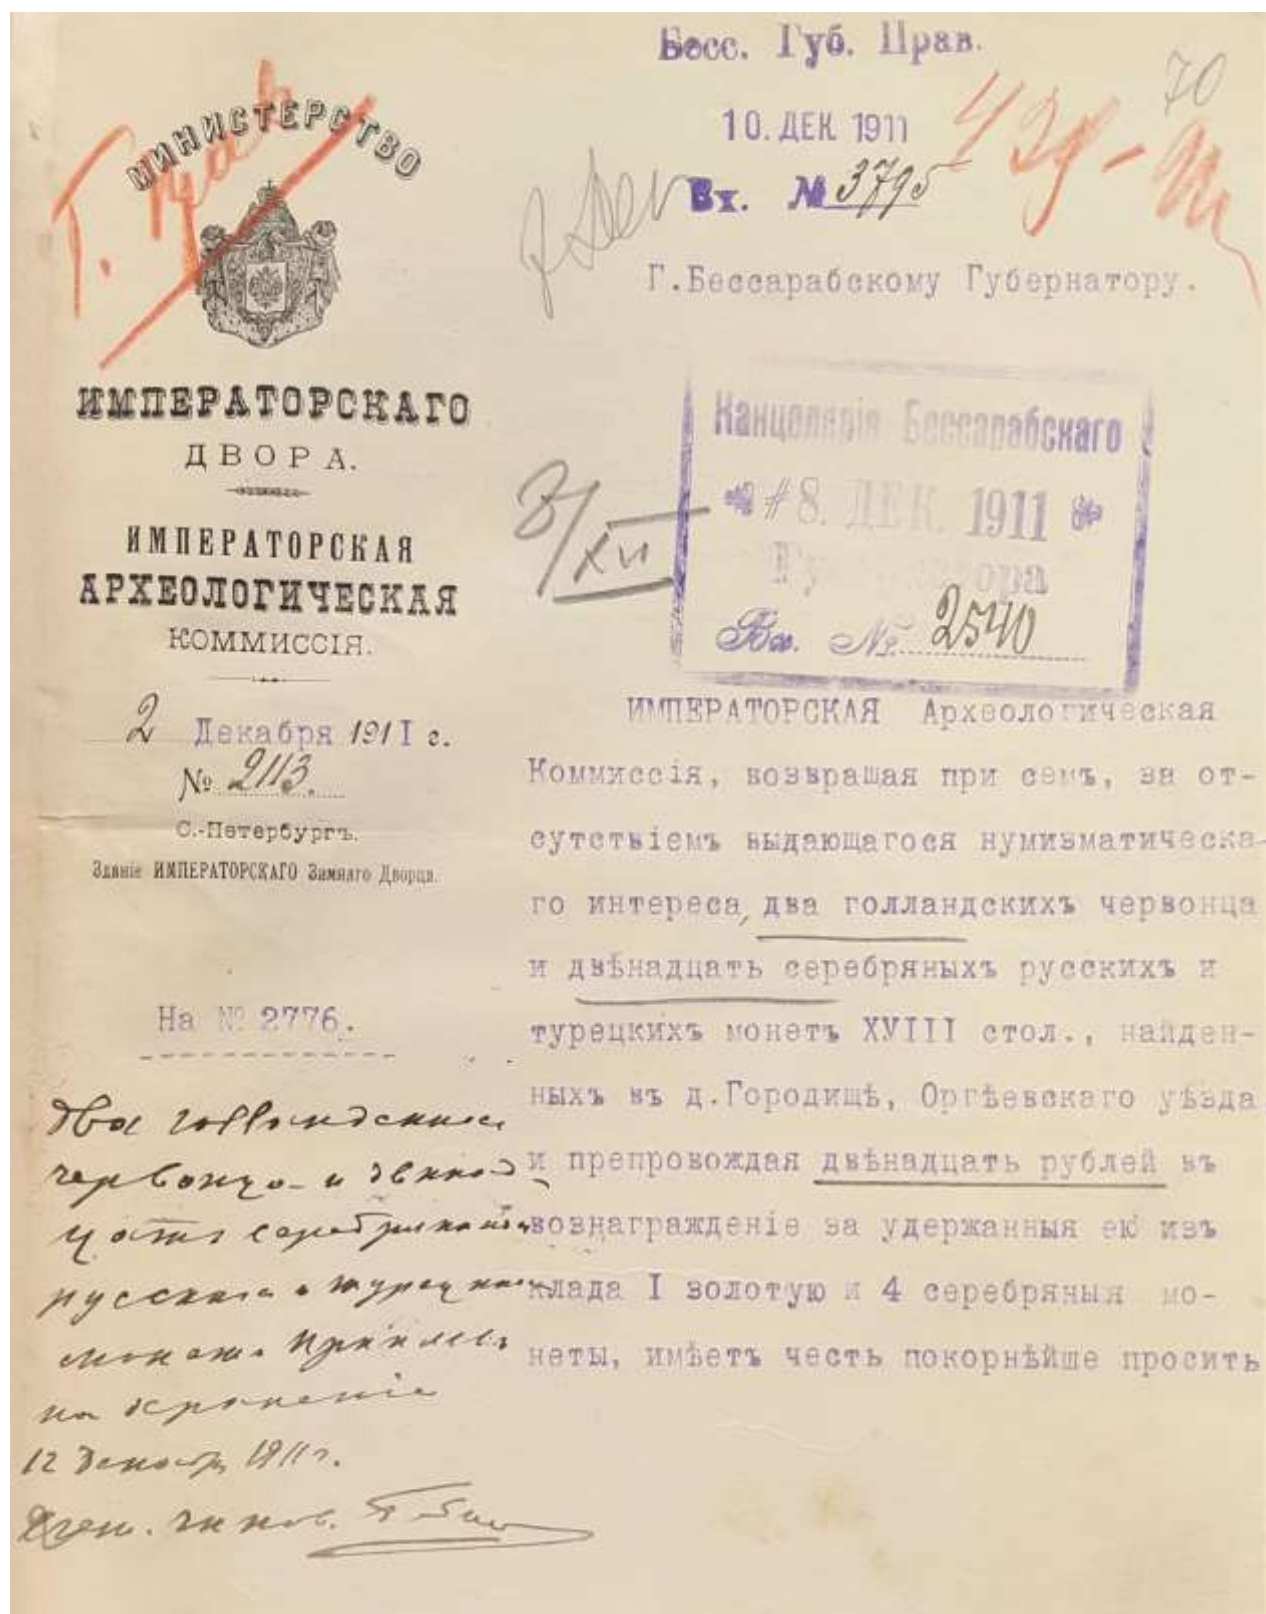 Бесс. Губ. Прав.
70
10. ДЕК 1911
Вх. № 3795
МИНИСТЕРСТВО
ИМПЕРАТОРСКАГО
ДВОРА.
ИМПЕРАТОРСКАЯ
АРХЕОЛОГИЧЕСКАЯ
КОММИССІЯ.
2 Декабря 1911 г.
№ 2113.
С.-Петербургъ.
Зданіе ИМПЕРАТОРСКАГО Зимняго Дворца.
На № 2776.
Г.Бессарабскому Губернатору.
Канцелярія Бессарабскаго
8. ДЕК. 1911
Губернатора
Вх. №. 2540
8/XII
ИМПЕРАТОРСКАЯ Археологическая
Коммиссія, возвращая при семъ, за от-
сутствіемъ выдающагося нумизматическа-
го интереса, два голландскихъ червонца
и двѣнадцать серебряныхъ русскихъ и
турецкихъ монетъ XVIII стол., найден-
ныхъ въ д.Городищѣ, Оргѣевскаго уѣзда
и препровождая двѣнадцать рублей въ
вознагражденіе за удержанныя ею изъ
клада I золотую и 4 серебряныя мо-
неты, имѣетъ честь покорнѣйше просить
Два голландских
червонца и двенад
цать серебряных
русских и турецких
монет принял
на хранение
12 Декабр 1911 г.